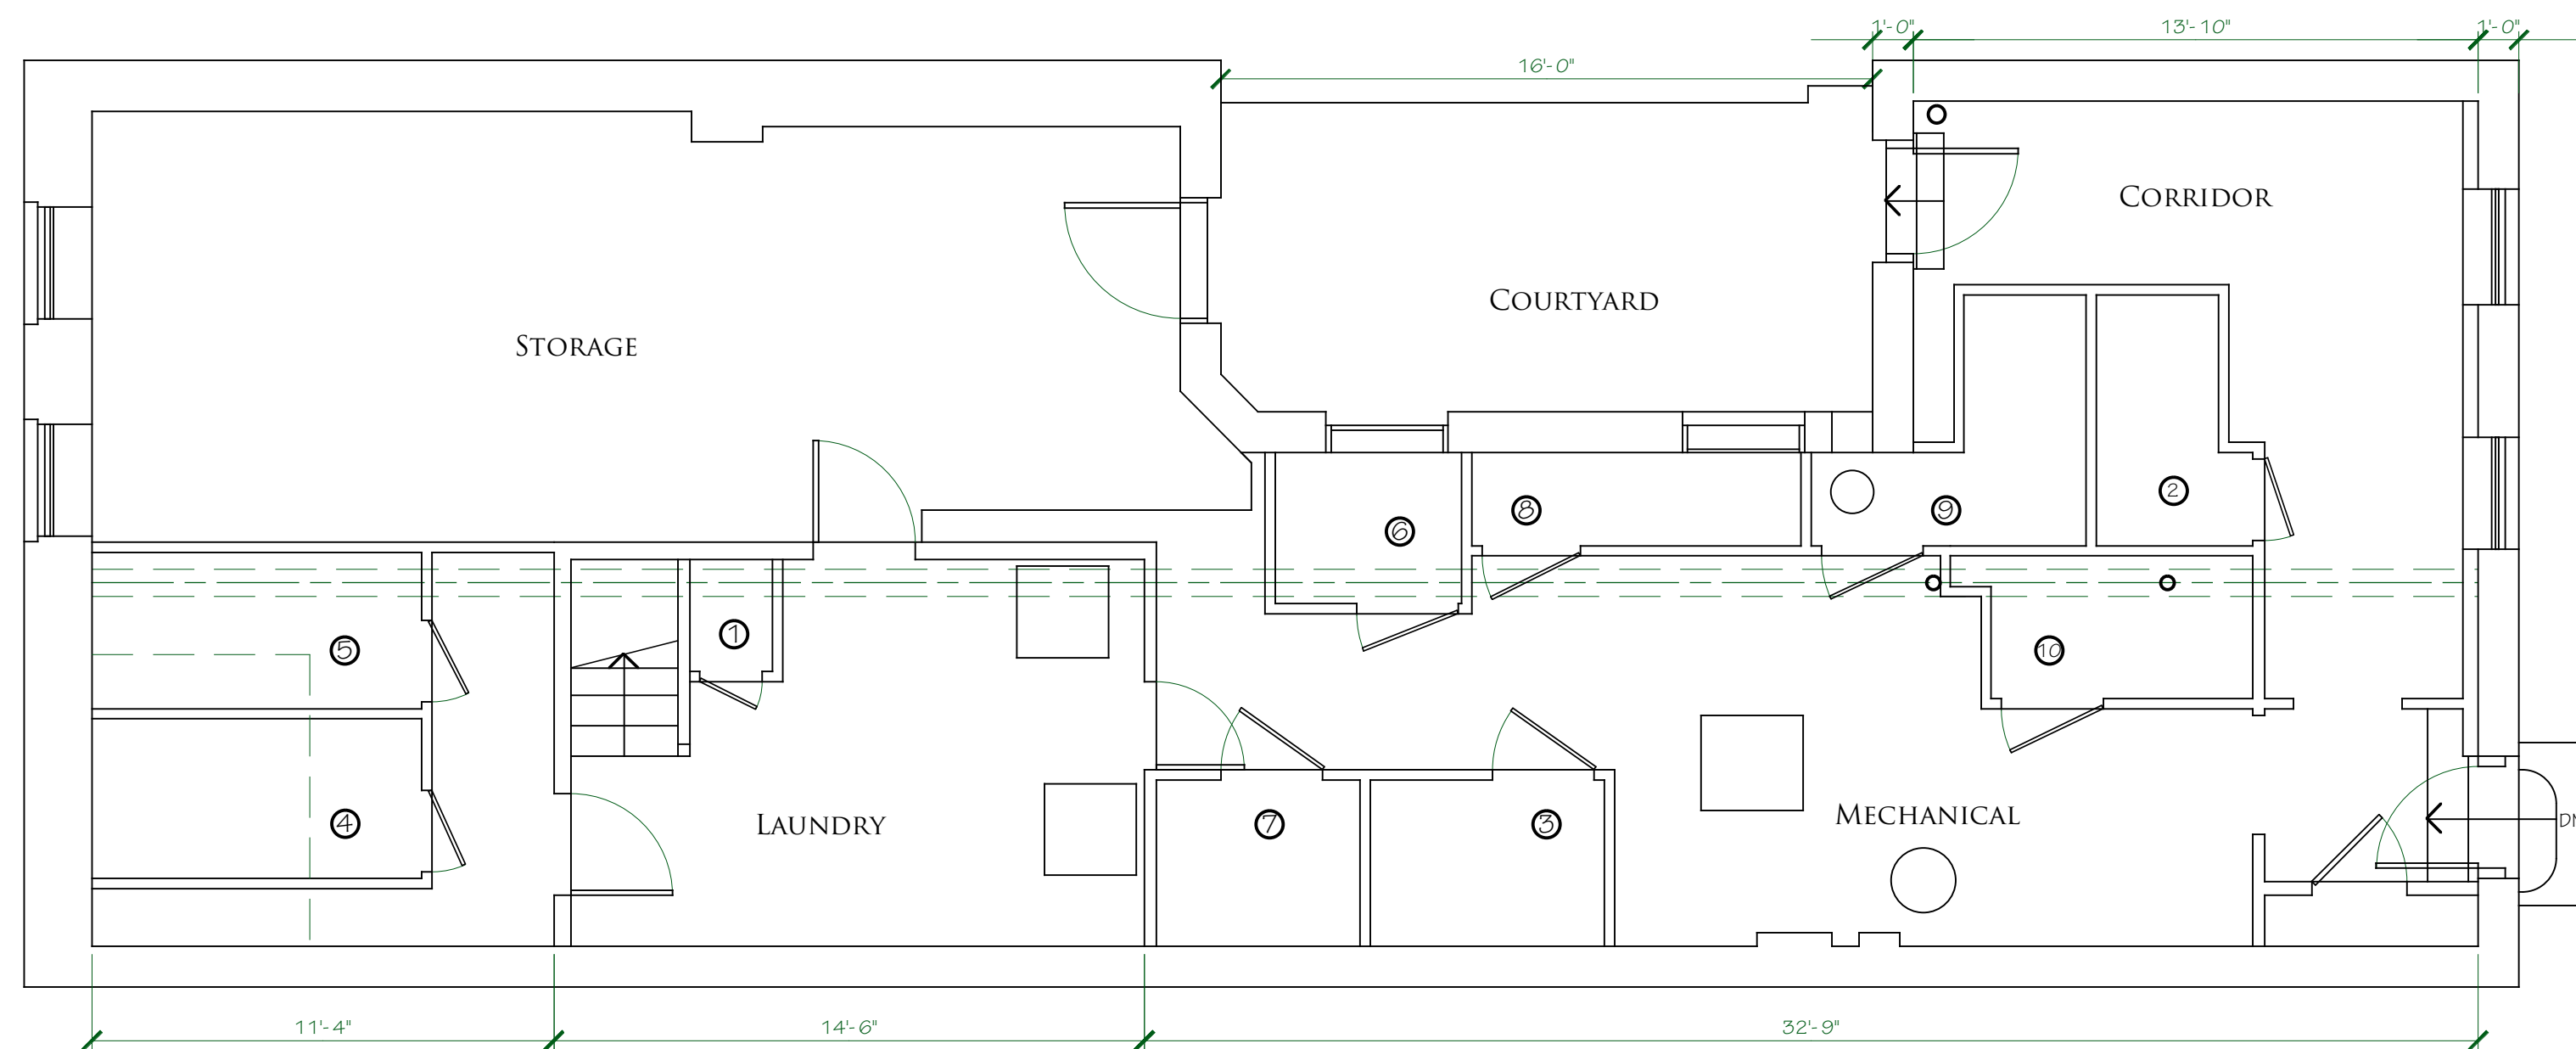 1'-0" 13'-10" 1'-0"
16'-0"
CORRIDOR
COURTYARD
STORAGE
2
8 9
6
1
5 10
MECHANICAL
LAUNDRY 4 7 3
11'-4" 14'-6" 32'-9"